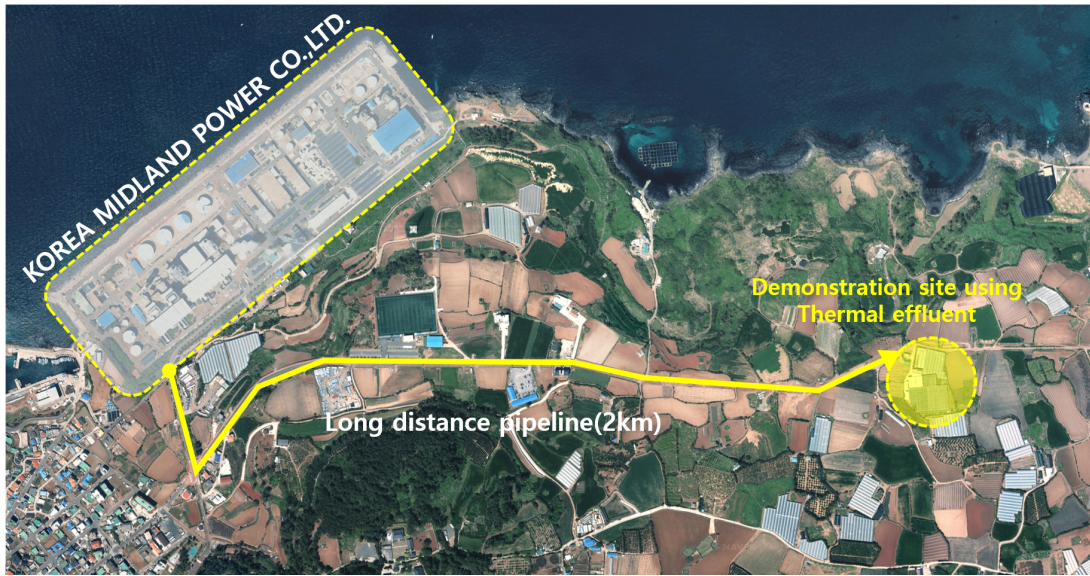 KOREA MIDLAND POWER CO.,LTD.
Demonstration site using
Thermal effluent
Long distance pipeline(2km)